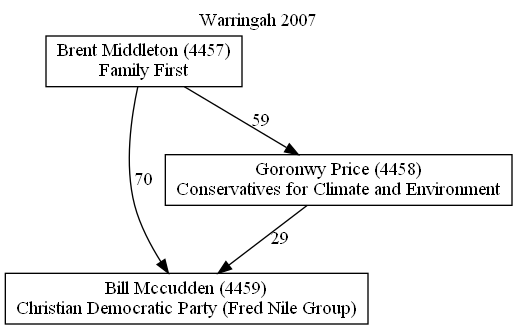 Warringah 2007
Brent Middleton (4457)
Family First
59
Goronwy Price (4458)
Conservatives for Climate and Environment
70
29
Bill Mccudden (4459)
Christian Democratic Party (Fred Nile Group)